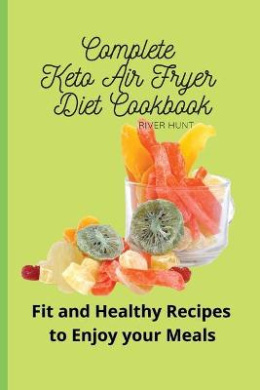 Complete
Keto Air Fryer
Diet Cookbook
RIVER HUNT
Fit and Healthy Recipes
to Enjoy your Meals